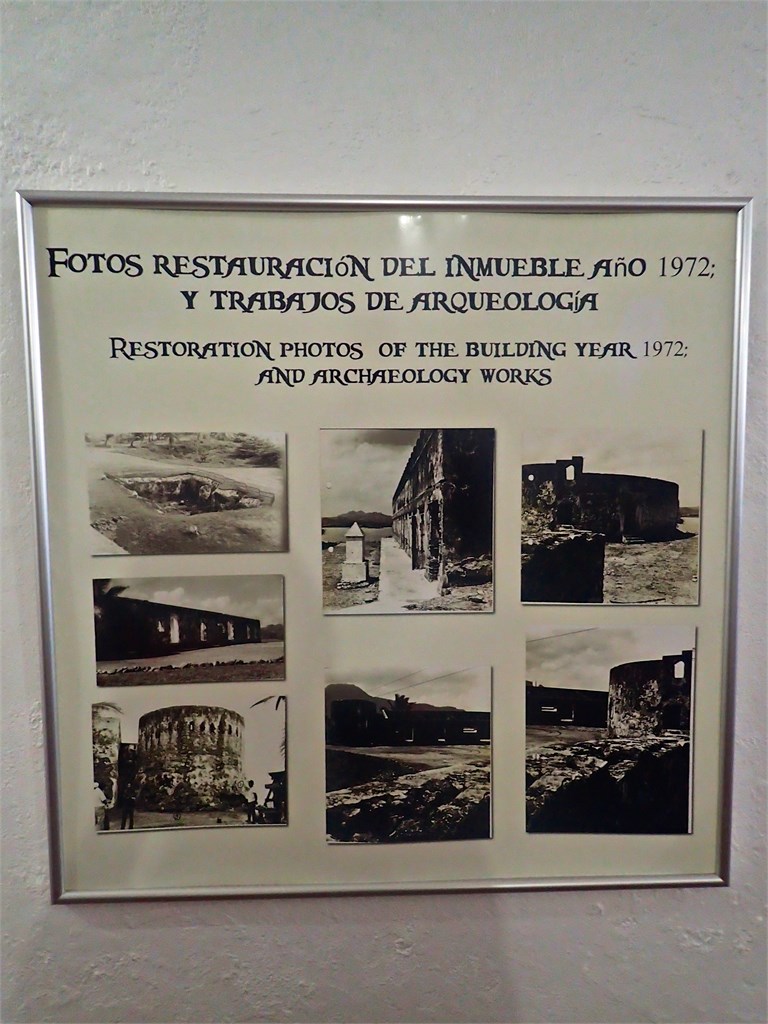 Fotos restauración del inmueble año 1972;
y trabajos de arqueología
Restoration photos of the building year 1972;
and archaeology works